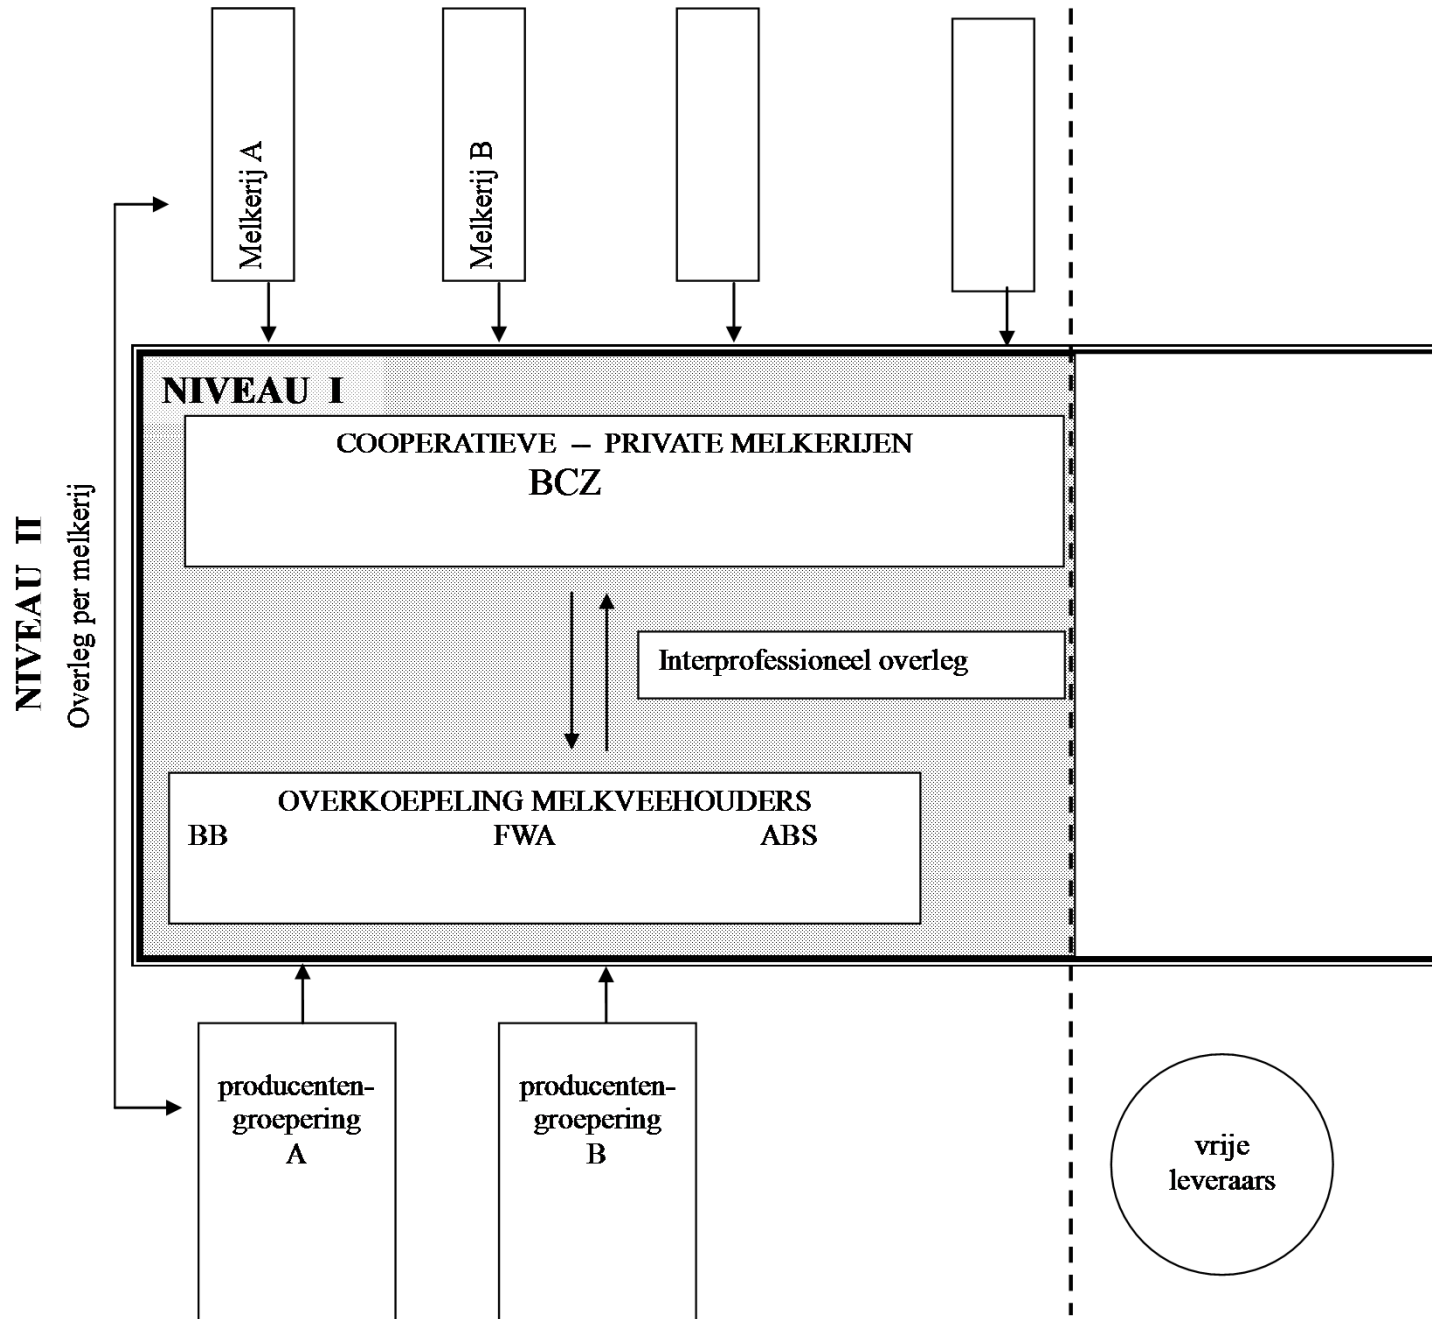 Melkerij A
Melkerij B
NIVEAU II
Overleg per melkerij
NIVEAU I
COOPERATIEVE – PRIVATE MELKERIJEN
BCZ
Interprofessioneel overleg
OVERKOEPELING MELKVEEHOUDERS
BB FWA ABS
producenten-
groepering
A
producenten-
groepering
B
vrije
leveraars